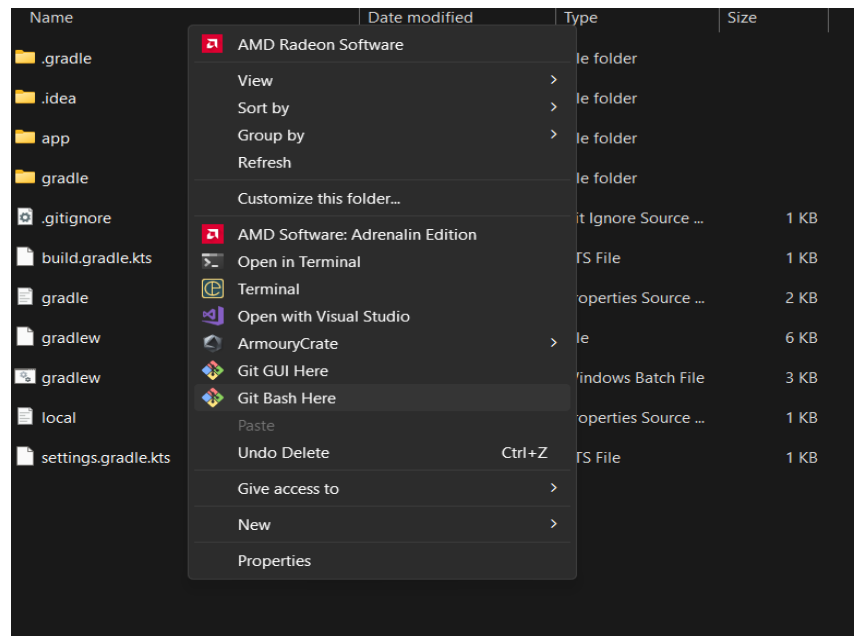 Name Date modified Type Size
AMD Radeon Software
.gradle le folder
View
.idea le folder
Sort by
app Group by le folder
Refresh
gradle le folder
Customize this folder...
.gitignore it Ignore Source ... 1 KB
AMD Software: Adrenalin Edition
build.gradle.kts Open in Terminal TS File 1 KB
Terminal
gradle roperties Source ... 2 KB
Open with Visual Studio
gradlew ArmouryCrate le 6 KB
Git GUI Here
gradlew indows Batch File 3 KB
Git Bash Here
local Paste roperties Source ... 1 KB
Undo Delete Ctrl+Z
settings.gradle.kts TS File 1 KB
Give access to
New
Properties